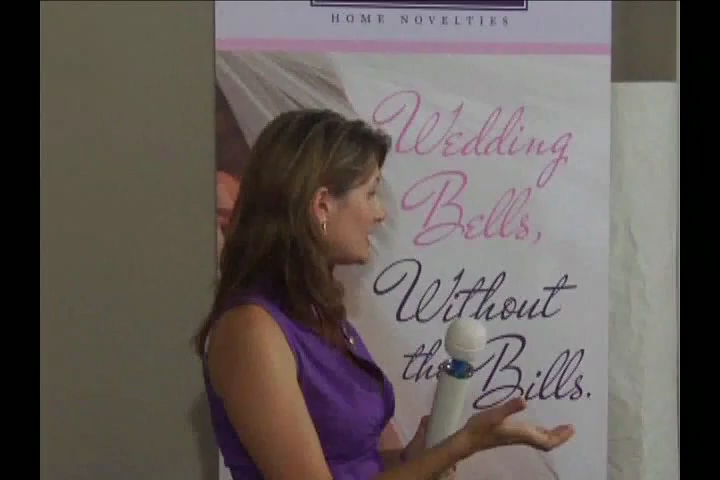 HOME NOVELTIES
Wedding
Bells,
Without
the Bills.